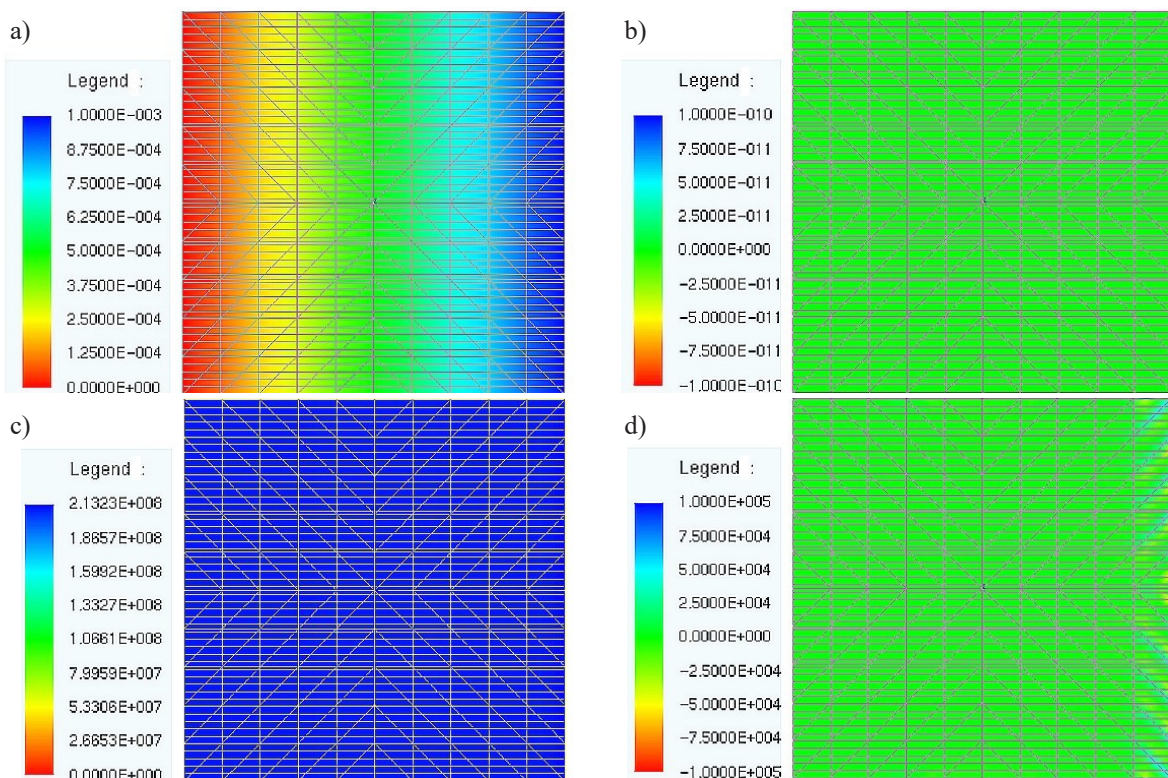 a)
Legend :
1.0000E-003
8.7500E-004
7.5000E-004
6.2500E-004
5.0000E-004
3.7500E-004
2.5000E-004
1.2500E-004
0.0000E+000
b)
Legend :
1.0000E-010
7.5000E-011
5.0000E-011
2.5000E-011
0.0000E+000
-2.5000E-011
-5.0000E-011
-7.5000E-011
-1.0000E-010
c)
Legend :
2.1323E+008
1.8657E+008
1.5992E+008
1.3327E+008
1.0661E+008
7.9959E+007
5.3306E+007
2.6653E+007
0.0000E+000
d)
Legend :
1.0000E+005
7.5000E+004
5.0000E+004
2.5000E+004
0.0000E+000
-2.5000E+004
-5.0000E+004
-7.5000E+004
-1.0000E+005